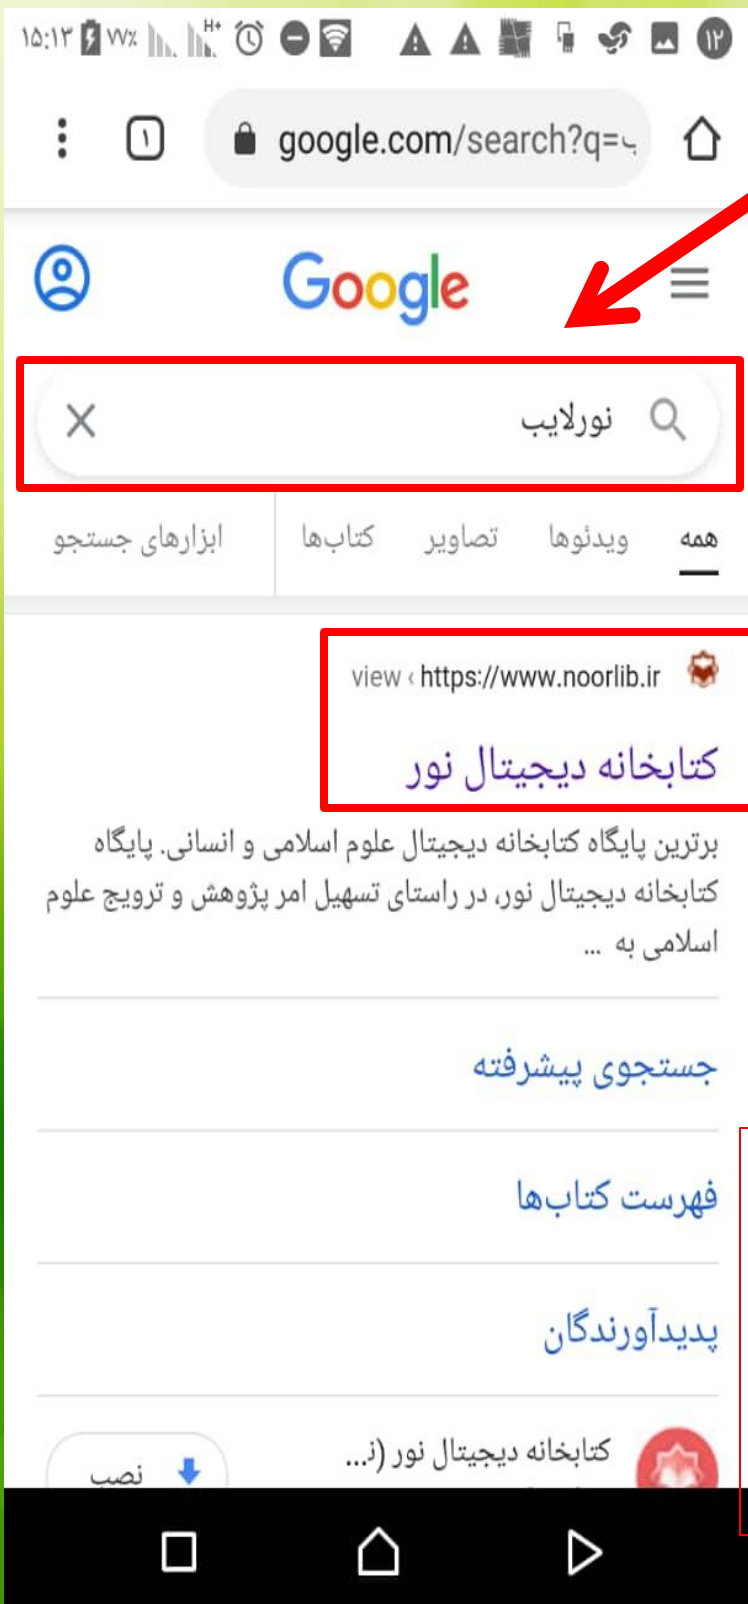 ۱۵:۱۳ ۷۷٪ H+ ۱۲
۱ google.com/search?q=ب
Google
نورلایب
همه ویدئوها تصاویر کتاب‌ها ابزارهای جستجو
https://www.noorlib.ir › view
کتابخانه دیجیتال نور
برترین پایگاه کتابخانه دیجیتال علوم اسلامی و انسانی. پایگاه
کتابخانه دیجیتال نور، در راستای تسهیل امر پژوهش و ترویج علوم
اسلامی به ...
جستجوی پیشرفته
فهرست کتاب‌ها
پدیدآورندگان
کتابخانه دیجیتال نور (ن...
نصب